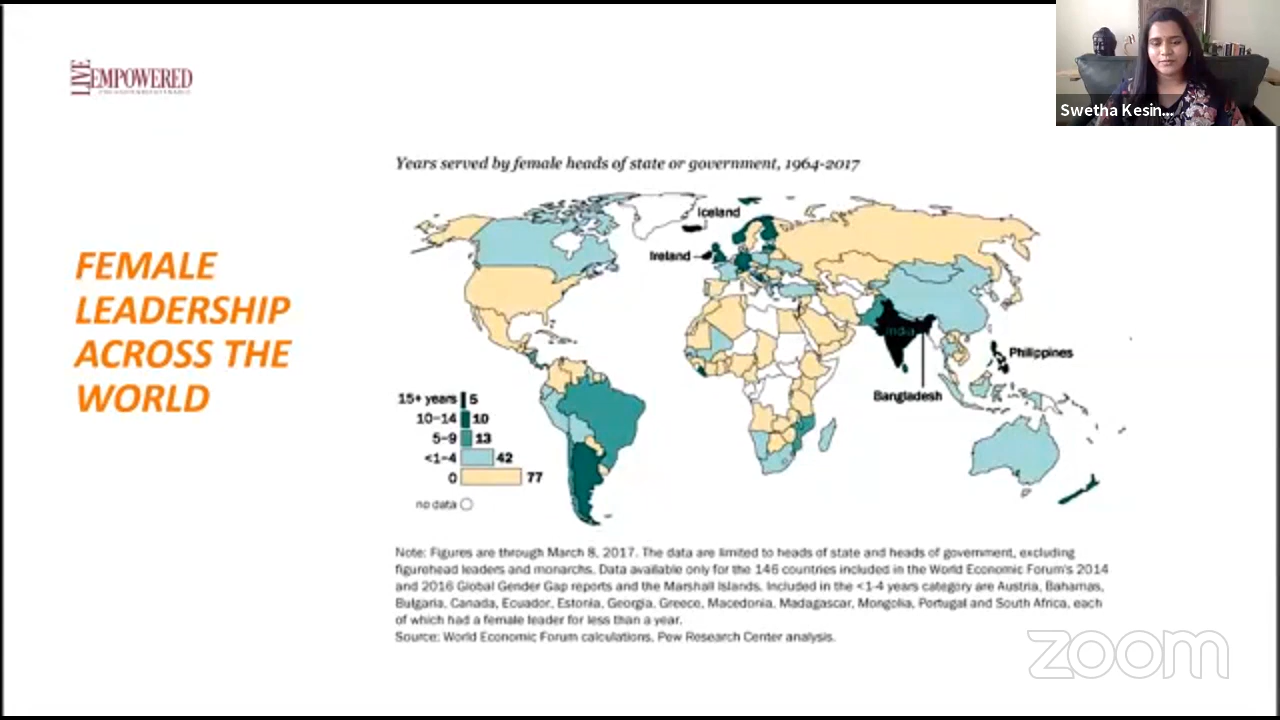 LIVE
EMPOWERED
Swetha Kesin...
Years served by female heads of state or government, 1964-2017
FEMALE
LEADERSHIP
ACROSS THE
WORLD
Iceland
Ireland
India
Philippines
Bangladesh
15+ years 5
10–14 10
5–9 13
<1–4 42
0 77
no data
Note: Figures are through March 8, 2017. The data are limited to heads of state and heads of government, excluding
figurehead leaders and monarchs. Data available only for the 146 countries included in the World Economic Forum's 2014
and 2016 Global Gender Gap reports and the Marshall Islands. Included in the <1-4 years category are Austria, Bahamas,
Bulgaria, Canada, Ecuador, Estonia, Georgia, Greece, Macedonia, Madagascar, Mongolia, Portugal and South Africa, each
of which had a female leader for less than a year.
Source: World Economic Forum calculations, Pew Research Center analysis.
zoom